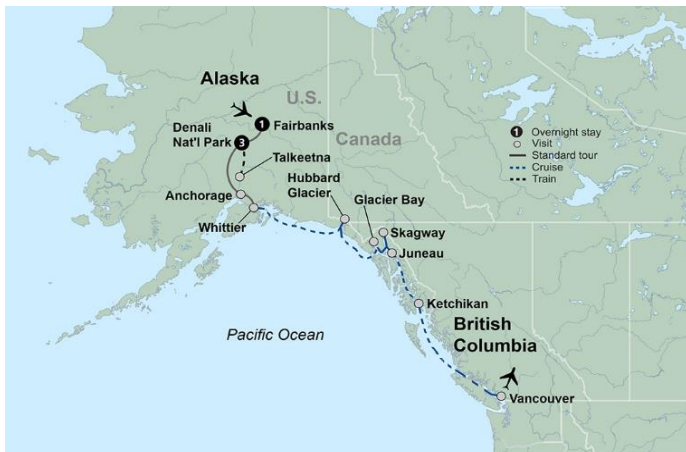 Alaska
U.S.
1 Fairbanks
Denali
Nat'l Park 3
Canada
1 Overnight stay
Visit
Standard tour
Cruise
Train
Talkeetna
Hubbard
Glacier
Glacier Bay
Anchorage
Whittier
Skagway
Juneau
Ketchikan
Pacific Ocean
British
Columbia
Vancouver